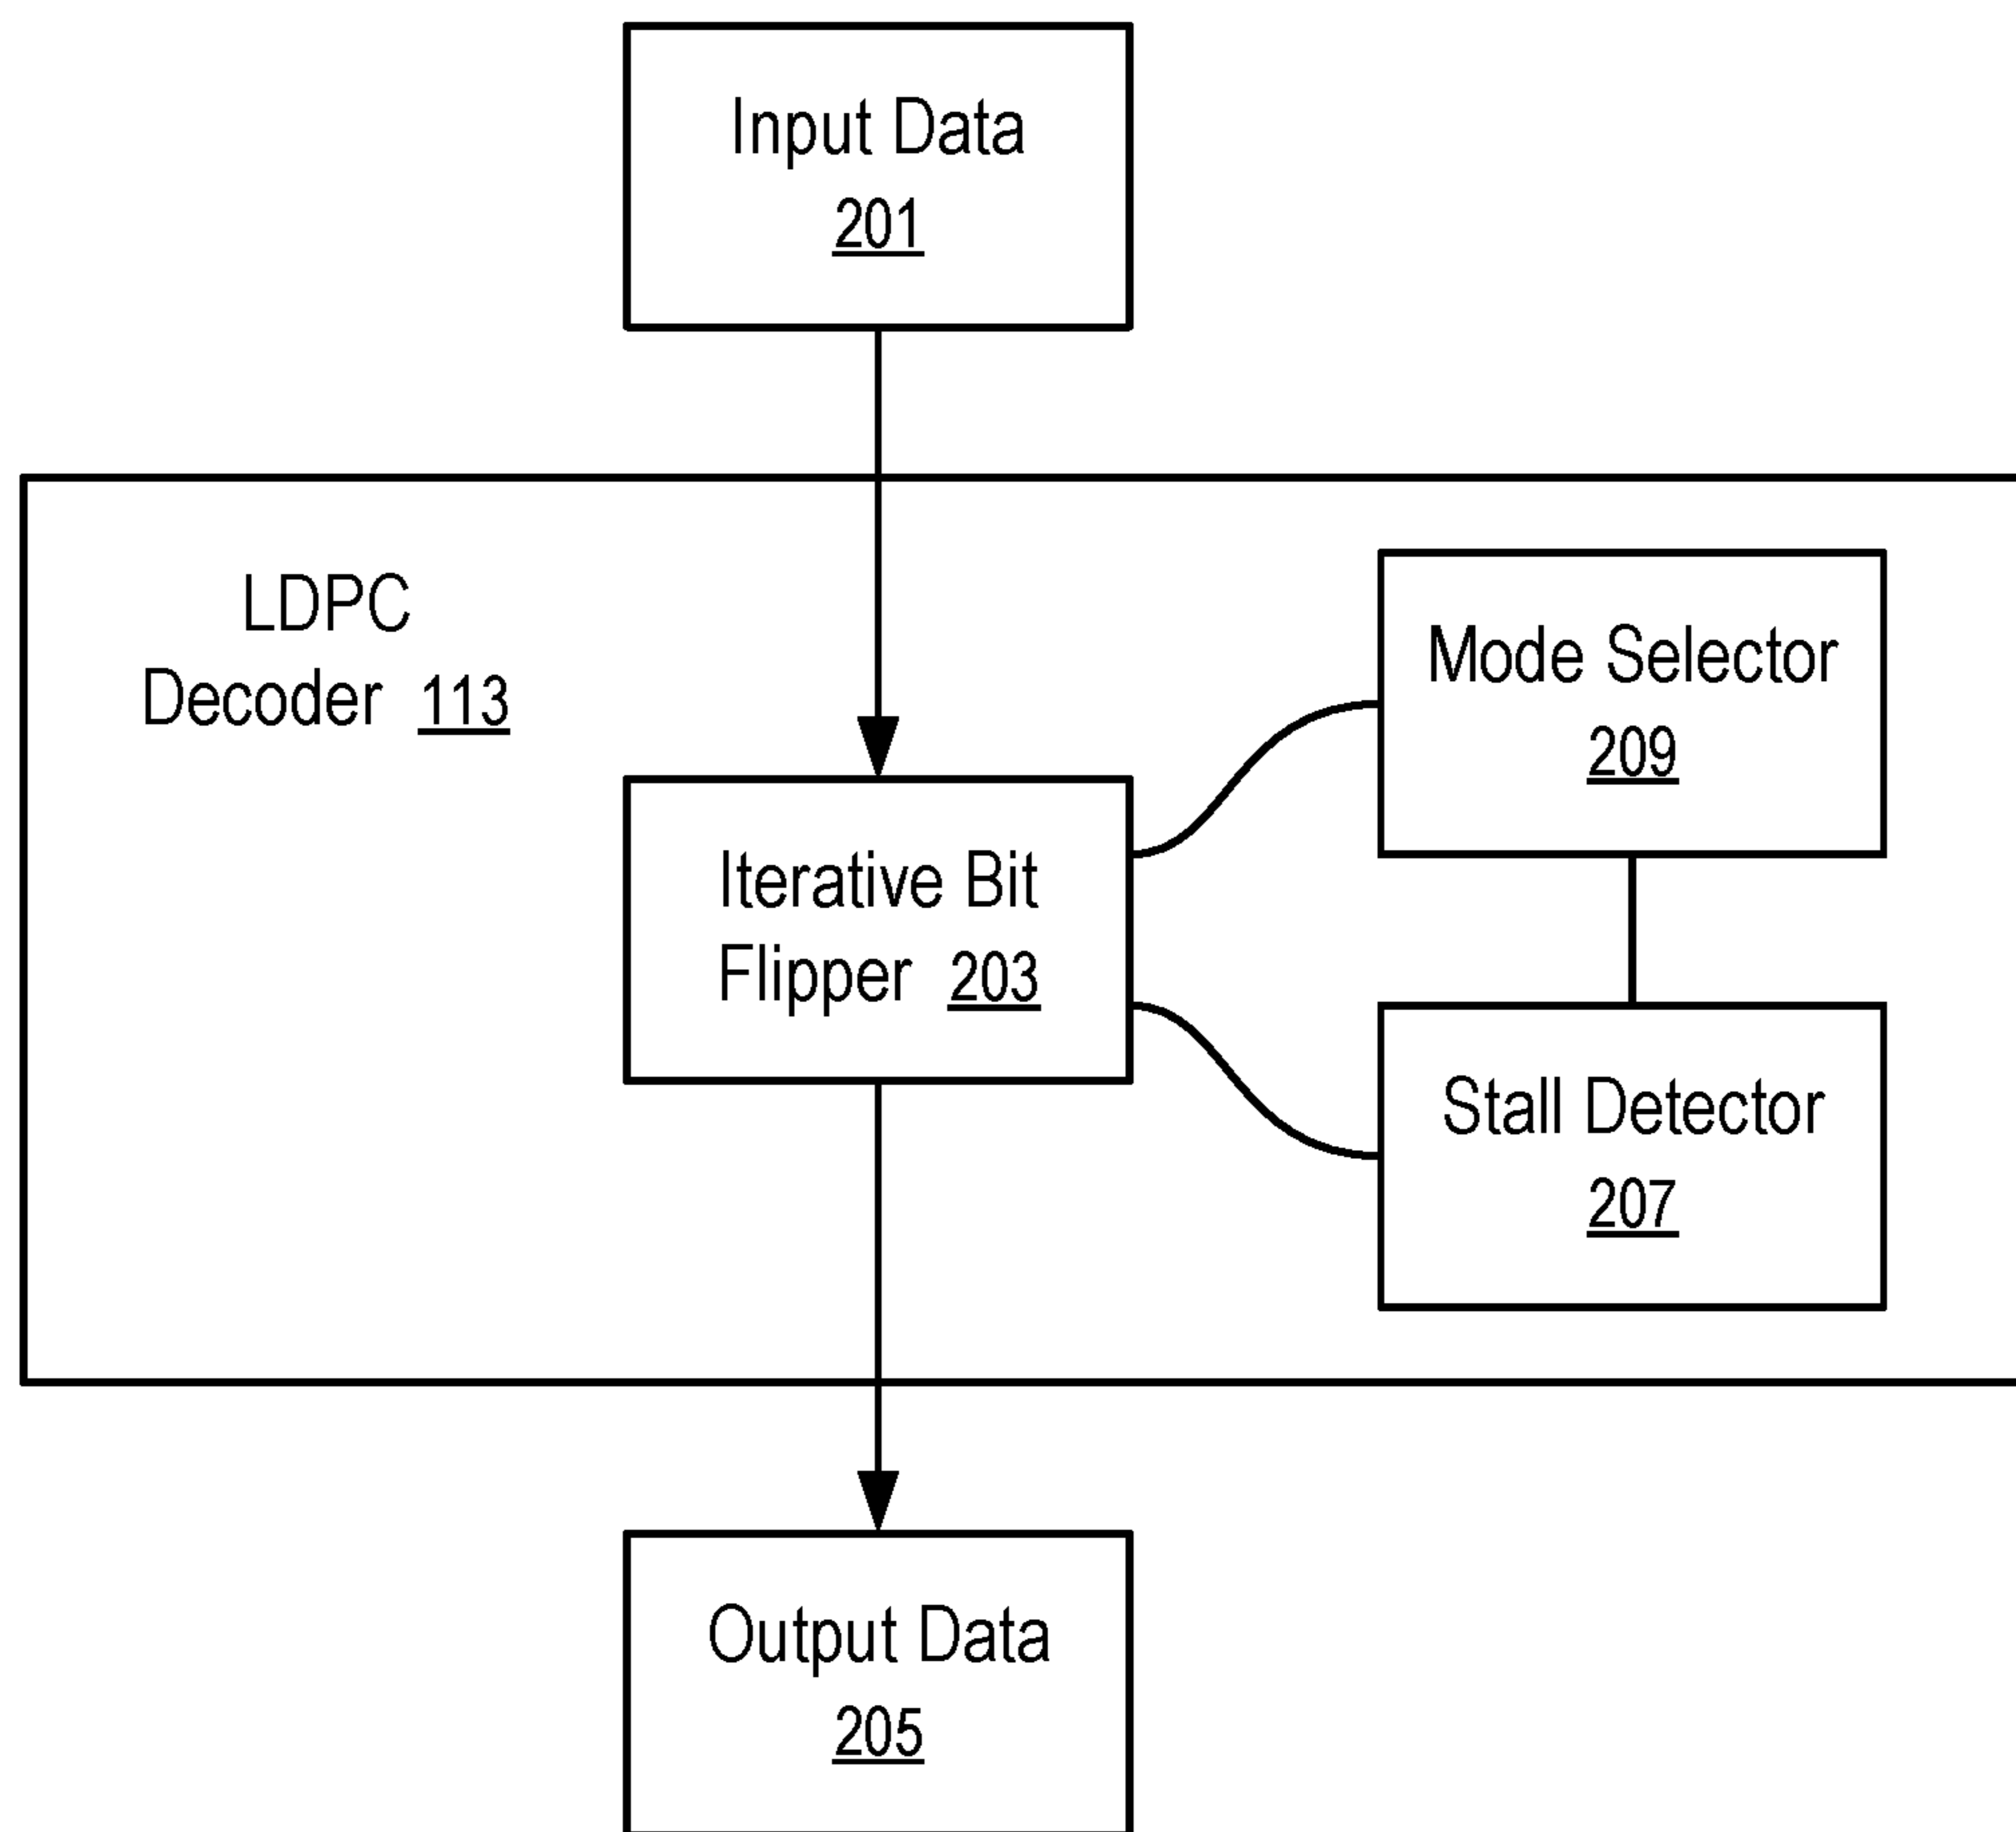 Input Data
201
LDPC
Decoder 113
Mode Selector
209
Iterative Bit
Flipper 203
Stall Detector
207
Output Data
205